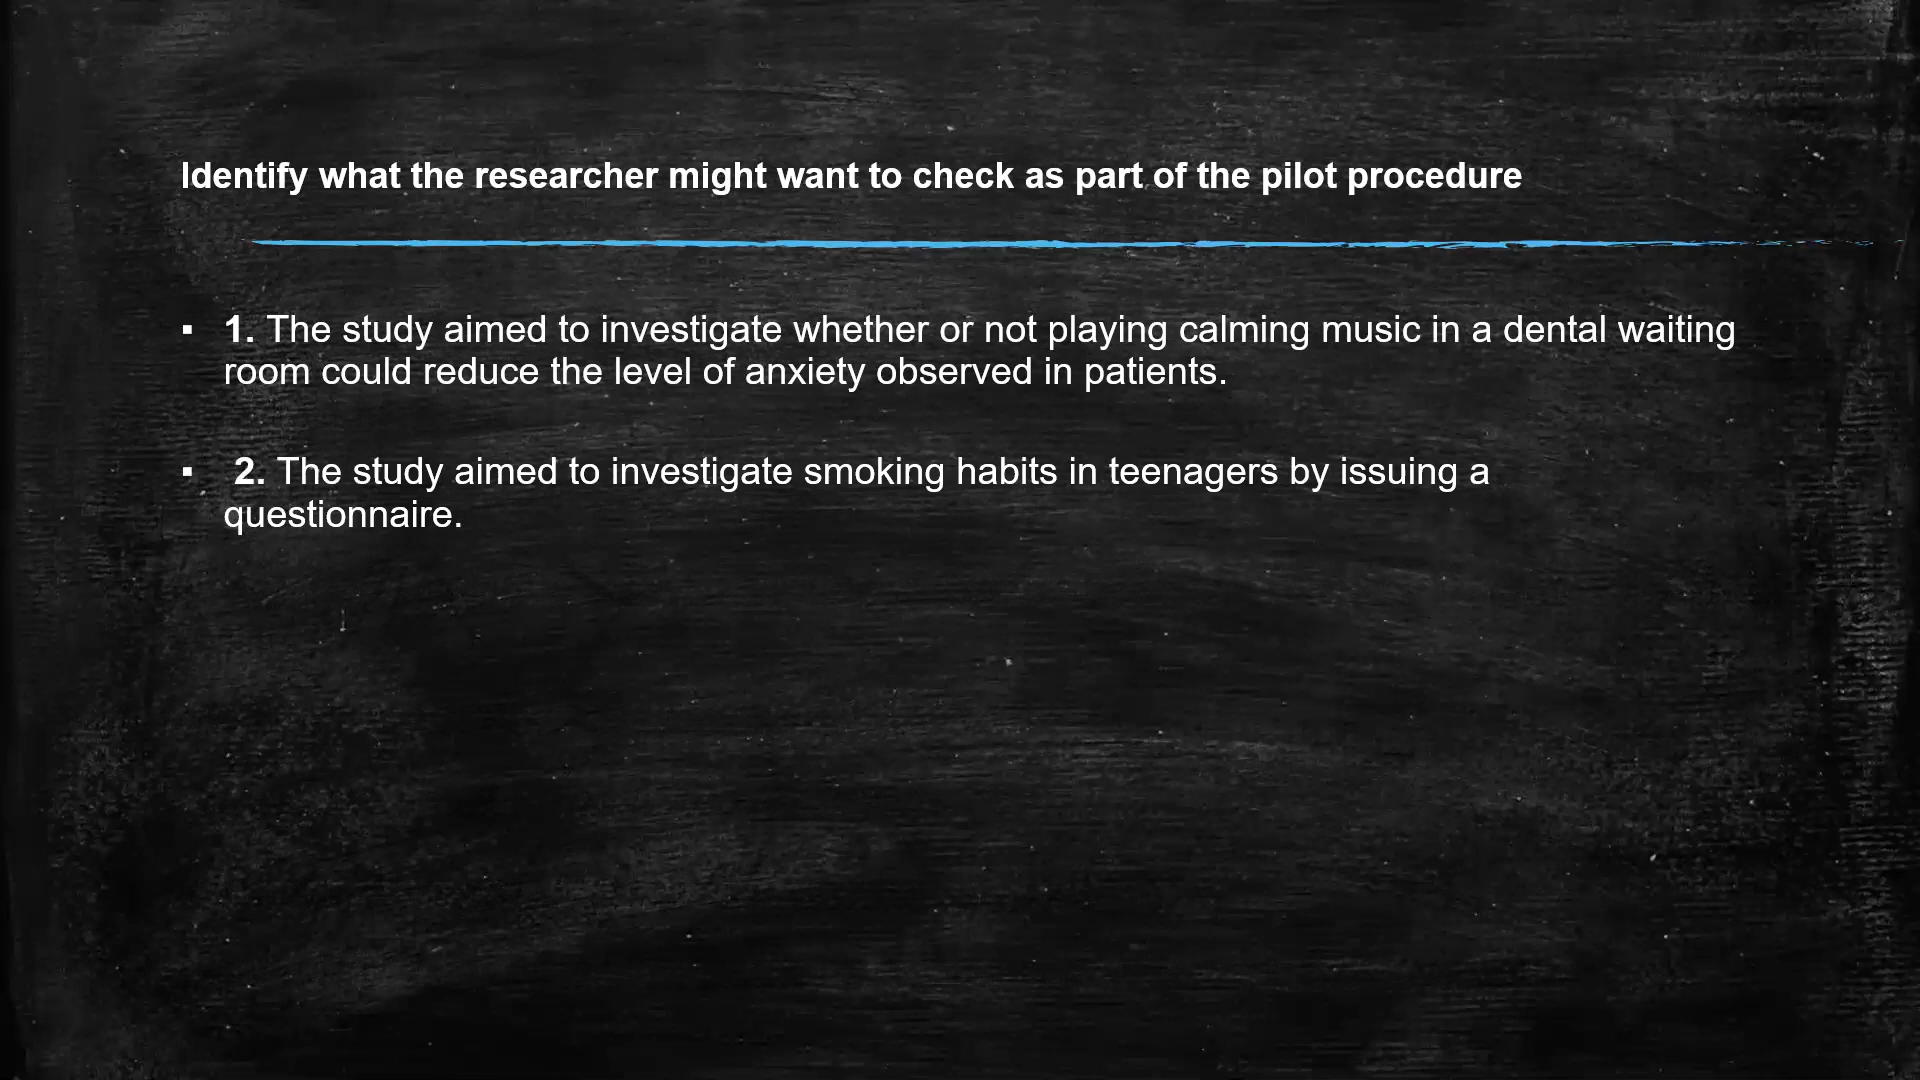 Identify what the researcher might want to check as part of the pilot procedure
▪ 1. The study aimed to investigate whether or not playing calming music in a dental waiting
room could reduce the level of anxiety observed in patients.
▪ 2. The study aimed to investigate smoking habits in teenagers by issuing a
questionnaire.